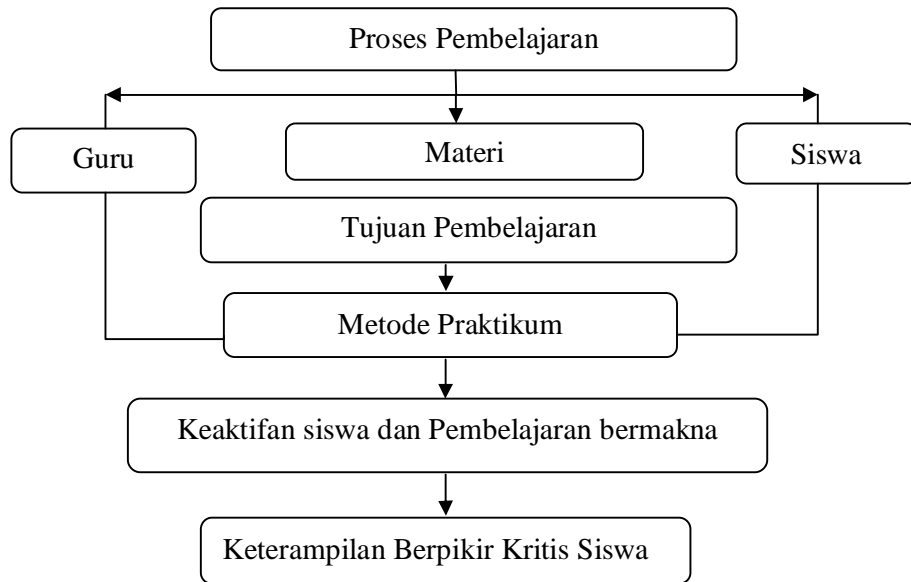 Proses Pembelajaran
Guru
Materi
Siswa
Tujuan Pembelajaran
Metode Praktikum
Keaktifan siswa dan Pembelajaran bermakna
Keterampilan Berpikir Kritis Siswa